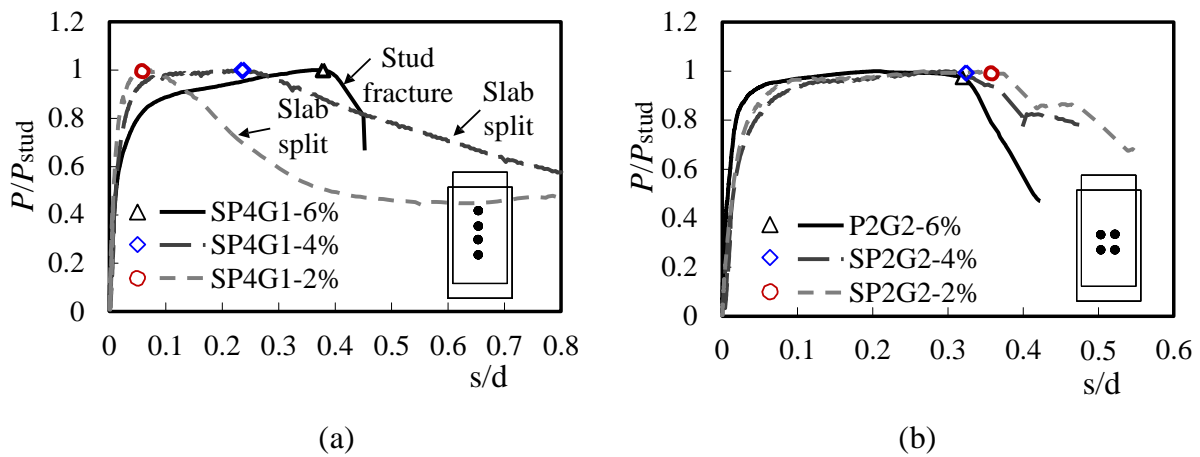 1.2
1
0.8
0.6
0.4
0.2
0
P/Pstud
Stud
fracture
Slab
split
Slab
split
SP4G1-6%
SP4G1-4%
SP4G1-2%
0 0.1 0.2 0.3 0.4 0.5 0.6 0.7 0.8
s/d
(a)
1.2
1
0.8
0.6
0.4
0.2
0
P/Pstud
P2G2-6%
SP2G2-4%
SP2G2-2%
0 0.1 0.2 0.3 0.4 0.5 0.6
s/d
(b)